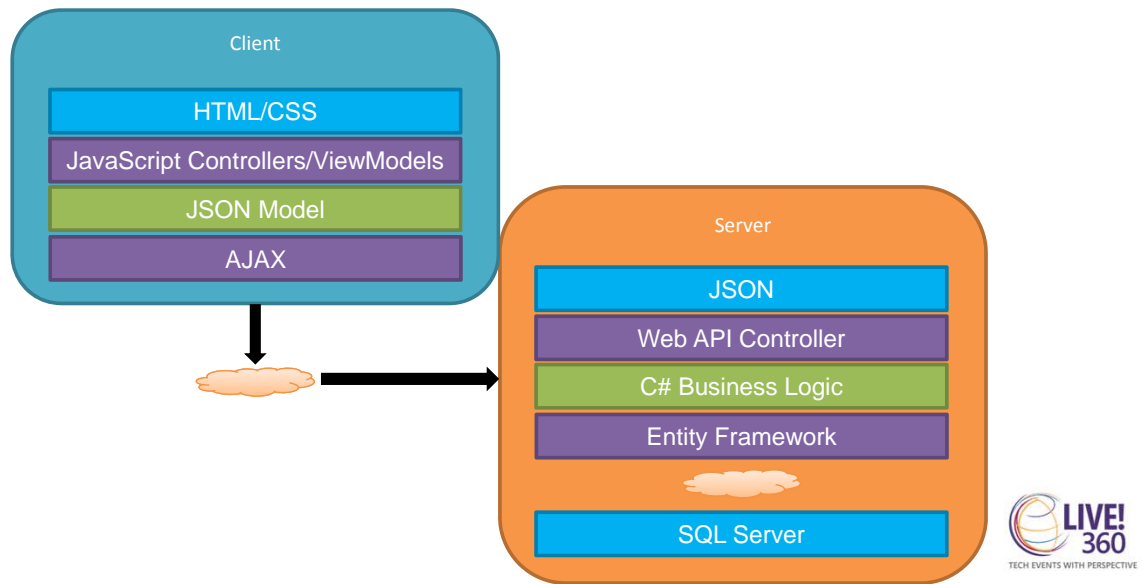 Client
HTML/CSS
JavaScript Controllers/ViewModels
JSON Model
AJAX
Server
JSON
Web API Controller
C# Business Logic
Entity Framework
SQL Server
LIVE!
360
TECH EVENTS WITH PERSPECTIVE